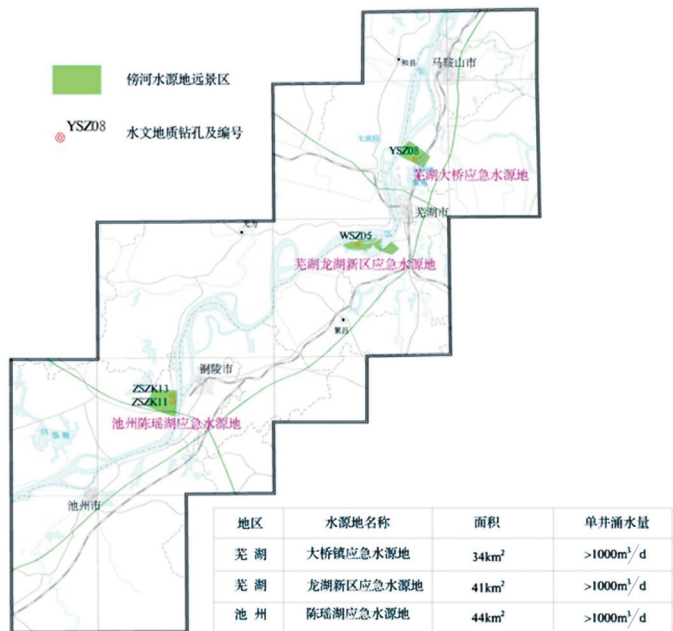 傍河水源地远景区
YSZ08 水文地质钻孔及编号
和县
马鞍山市
YSZ08
芜湖大桥应急水源地
芜湖市
无为
WSZ05
芜湖龙湖新区应急水源地
繁昌
铜陵市
ZSZK13
ZSZK11
池州陈瑶湖应急水源地
池州市
地区 水源地名称 面积 单井涌水量
芜 湖 大桥镇应急水源地 34km² >1000m³/d
芜 湖 龙湖新区应急水源地 41km² >1000m³/d
池 州 陈瑶湖应急水源地 44km² >1000m³/d